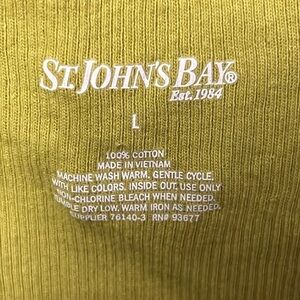 ST. JOHN'S BAY®
Est. 1984
L
100% COTTON
MADE IN VIETNAM
MACHINE WASH WARM. GENTLE CYCLE,
WITH LIKE COLORS. INSIDE OUT. USE ONLY
NON-CHLORINE BLEACH WHEN NEEDED.
TUMBLE DRY LOW. WARM IRON AS NEEDED.
SUPPLIER 76140-3 RN# 93677